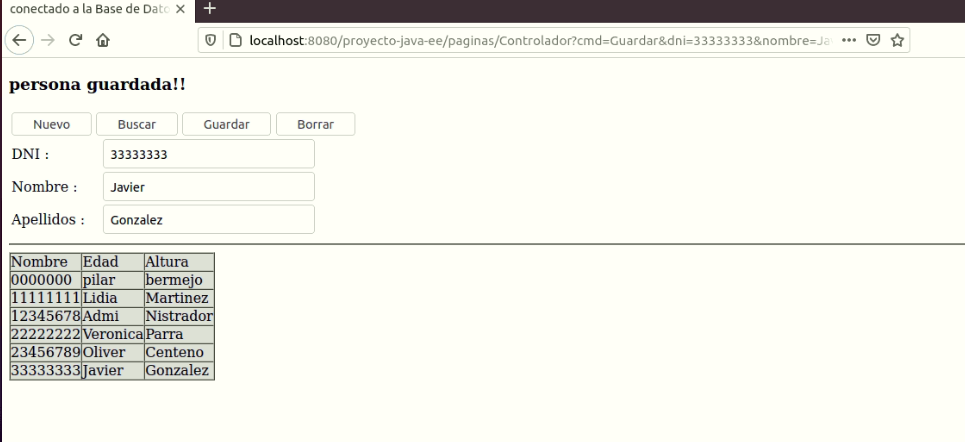 conectado a la Base de Dato
localhost:8080/proyecto-java-ee/paginas/Controlador?cmd=Guardar&dni=33333333&nombre=Ja
persona guardada!!
Nuevo Buscar Guardar Borrar
DNI : 33333333
Nombre : Javier
Apellidos : Gonzalez
Nombre Edad Altura
0000000 pilar bermejo
11111111 Lidia Martinez
12345678 Admi Nistrador
22222222 Veronica Parra
23456789 Oliver Centeno
33333333 Javier Gonzalez